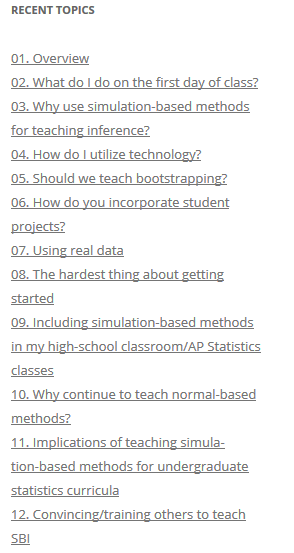 RECENT TOPICS
01. Overview
02. What do I do on the first day of class?
03. Why use simulation-based methods
for teaching inference?
04. How do I utilize technology?
05. Should we teach bootstrapping?
06. How do you incorporate student
projects?
07. Using real data
08. The hardest thing about getting
started
09. Including simulation-based methods
in my high-school classroom/AP Statistics
classes
10. Why continue to teach normal-based
methods?
11. Implications of teaching simula-
tion-based methods for undergraduate
statistics curricula
12. Convincing/training others to teach
SBI